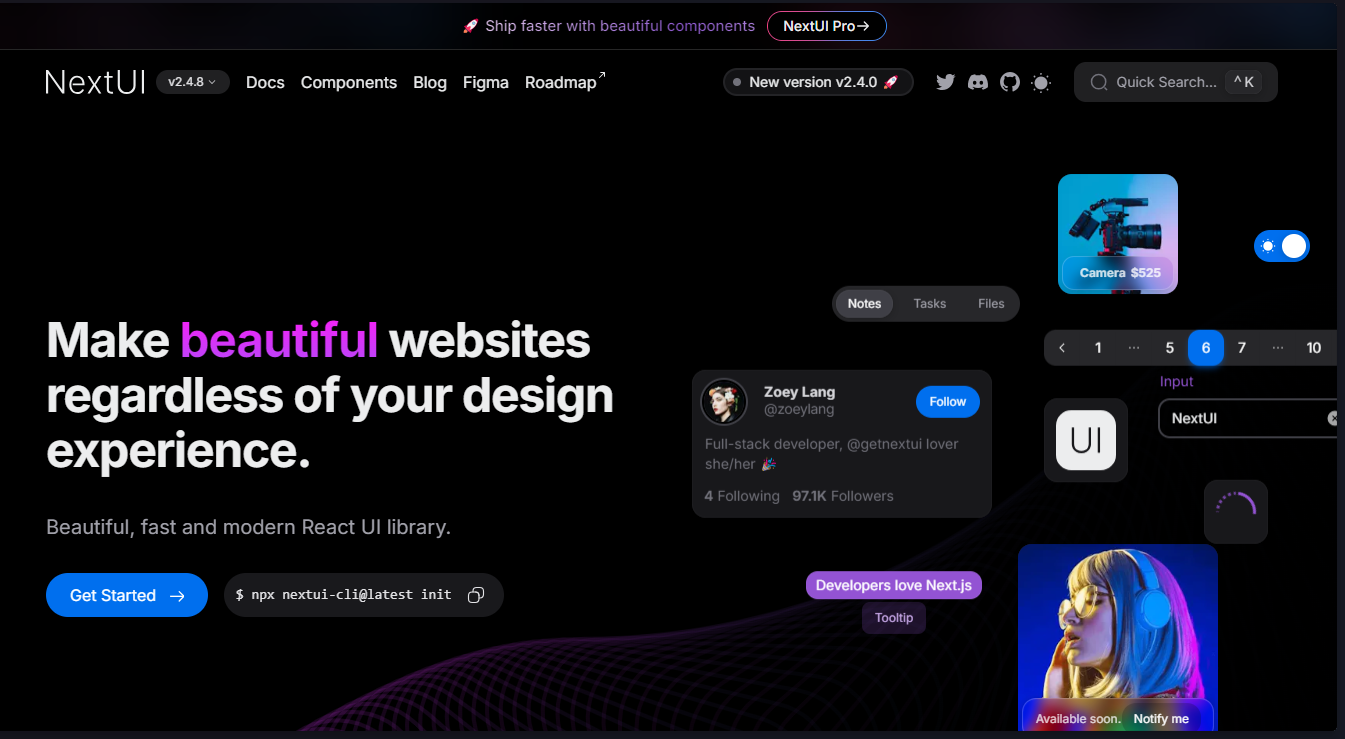 🚀 Ship faster with beautiful components NextUI Pro→
NextUI v2.4.8 Docs Components Blog Figma Roadmap↗ New version v2.4.0 🚀 Quick Search... ^ K
Make beautiful websites
regardless of your design
experience.
Beautiful, fast and modern React UI library.
Get Started →
$ npx nextui-cli@latest init
Camera $525
Notes Tasks Files
‹ 1 ... 5 6 7 ... 10
Input
NextUI
UI
Zoey Lang
@zoeylang
Follow
Full-stack developer, @getnextui lover
she/her 🎉
4 Following 97.1K Followers
Developers love Next.js
Tooltip
Available soon. Notify me